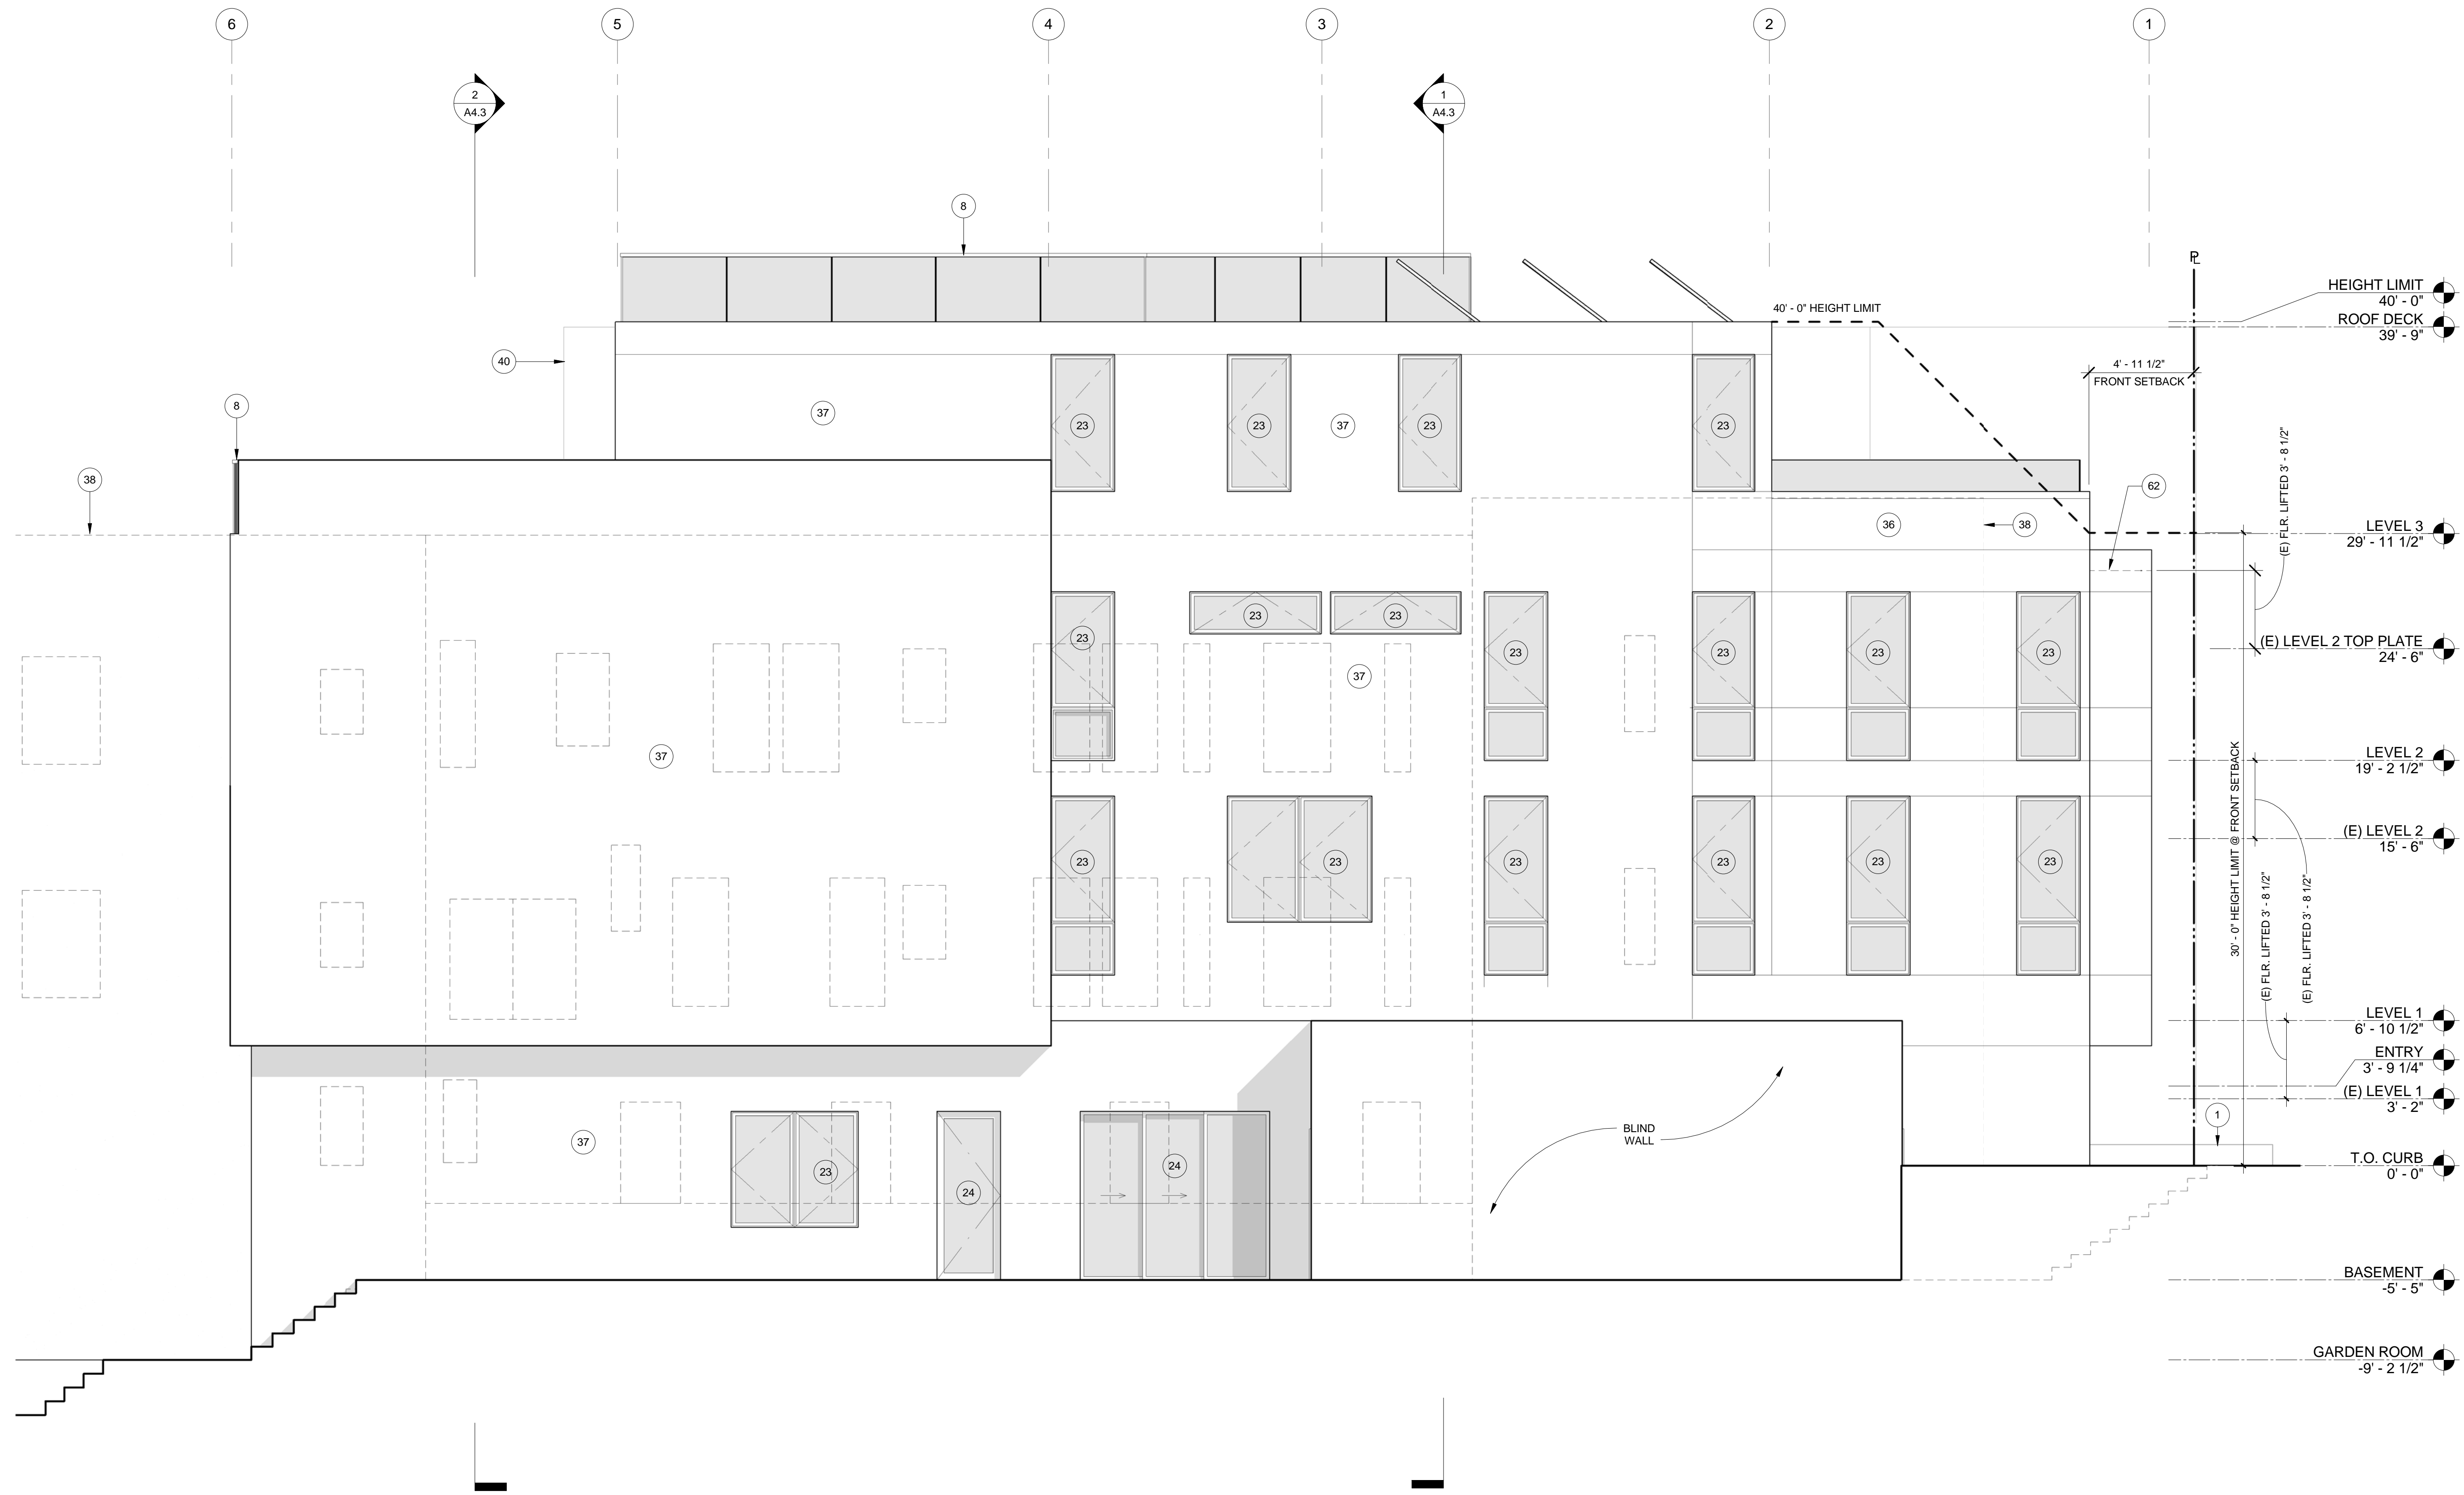 6
5
4
3
2
1
2
A4.3
1
A4.3
8
40' - 0" HEIGHT LIMIT
P L
HEIGHT LIMIT
40' - 0"
ROOF DECK
39' - 9"
40
4' - 11 1/2"
FRONT SETBACK
8
37
23
23
37
23
23
38
62
36
38
(E) FLR. LIFTED 3' - 8 1/2"
LEVEL 3
29' - 11 1/2"
23
23
23
23
23
23
23
37
(E) LEVEL 2 TOP PLATE
24' - 6"
37
LEVEL 2
19' - 2 1/2"
30' - 0" HEIGHT LIMIT @ FRONT SETBACK
(E) LEVEL 2
15' - 6"
23
23
23
23
23
23
(E) FLR. LIFTED 3' - 8 1/2"
(E) FLR. LIFTED 3' - 8 1/2"
LEVEL 1
6' - 10 1/2"
ENTRY
3' - 9 1/4"
(E) LEVEL 1
3' - 2"
1
37
BLIND
WALL
23
24
24
T.O. CURB
0' - 0"
BASEMENT
-5' - 5"
GARDEN ROOM
-9' - 2 1/2"